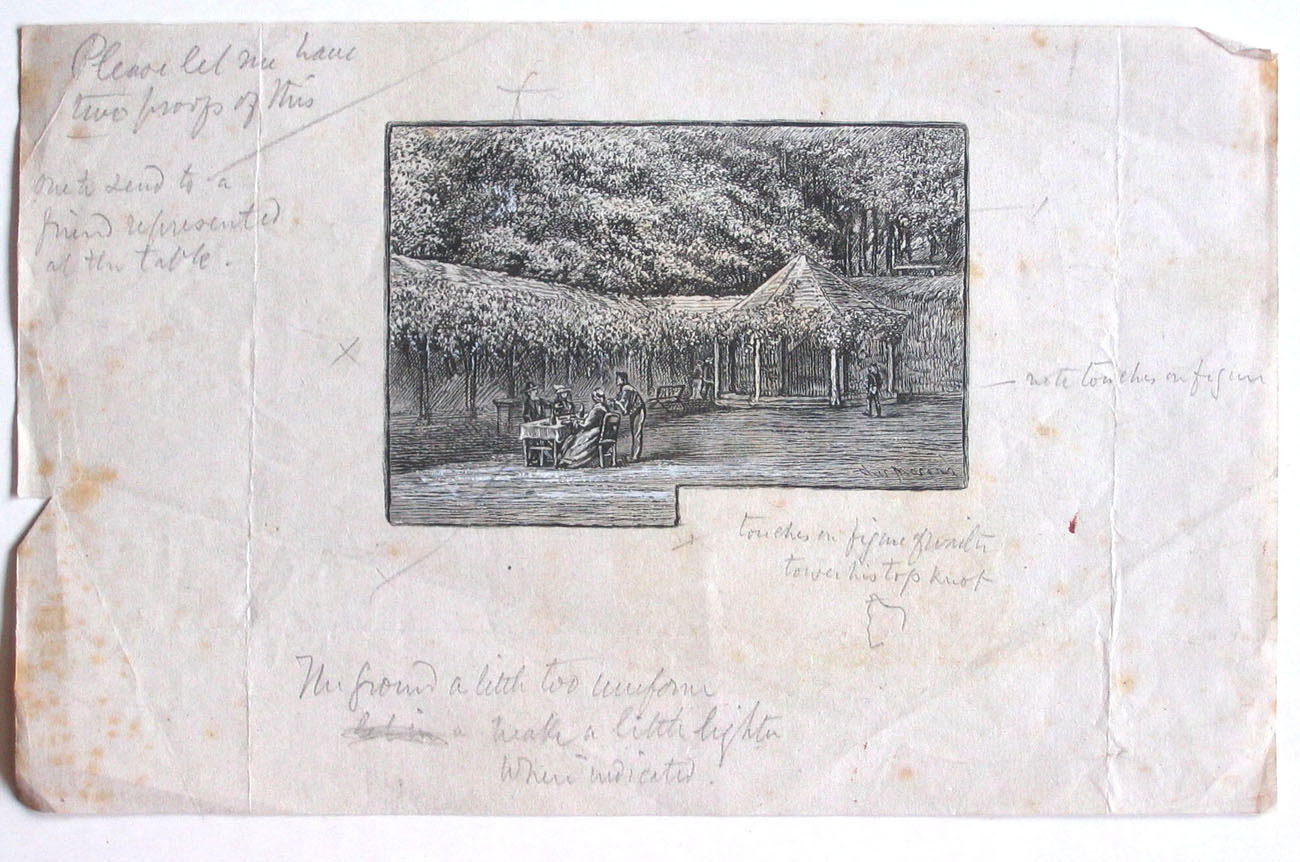 Please let me have
two proofs of this
one to send to a
friend represented
at the table.
note touches on figure
touches on figure of waiter
lower his top knot
The ground a little too uniform
make a little lighter
Where indicated.